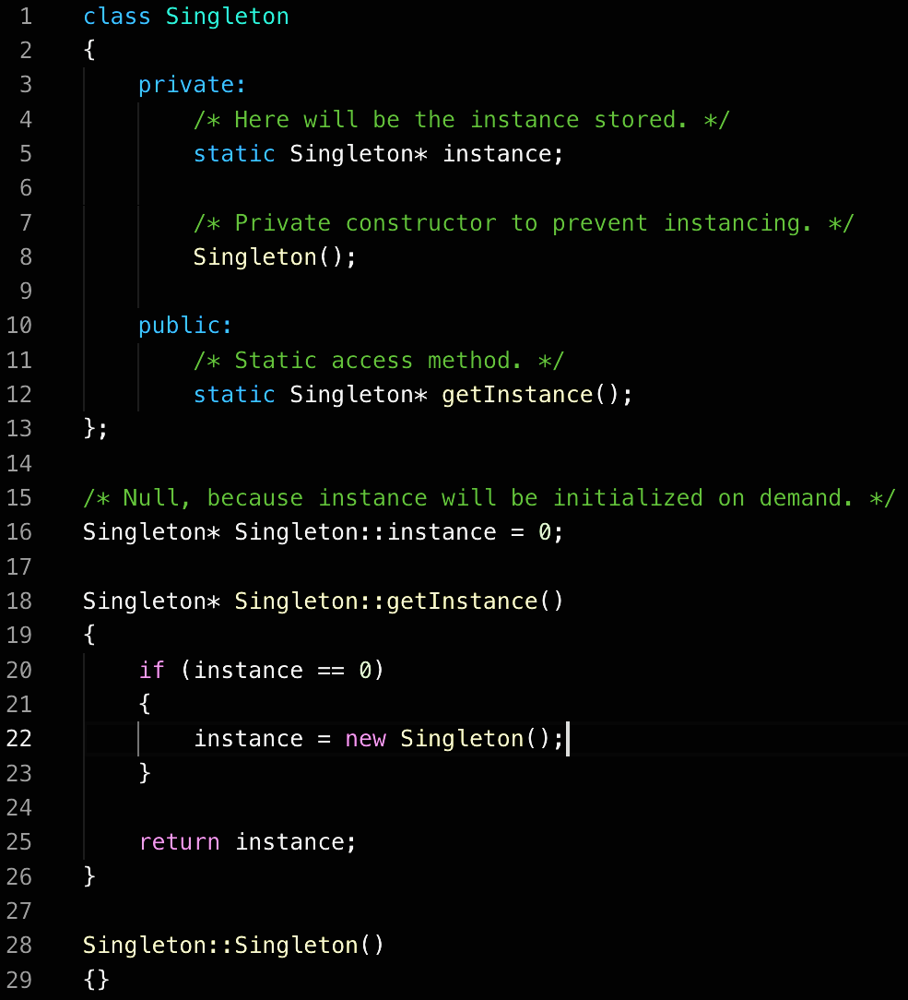 1 class Singleton
2 {
3     private:
4         /* Here will be the instance stored. */
5         static Singleton* instance;
6
7         /* Private constructor to prevent instancing. */
8         Singleton();
9
10     public:
11         /* Static access method. */
12         static Singleton* getInstance();
13 };
14
15 /* Null, because instance will be initialized on demand. */
16 Singleton* Singleton::instance = 0;
17
18 Singleton* Singleton::getInstance()
19 {
20     if (instance == 0)
21     {
22         instance = new Singleton();
23     }
24
25     return instance;
26 }
27
28 Singleton::Singleton()
29 {}